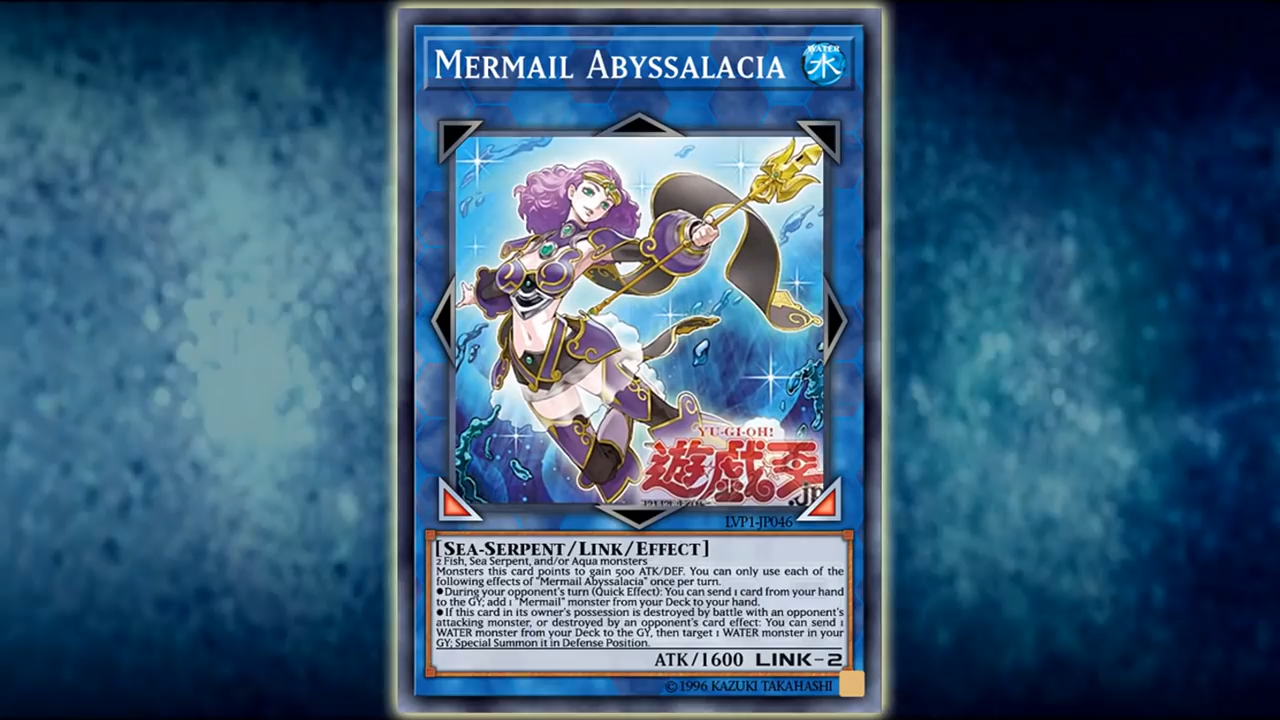 MERMAIL ABYSSALACIA
WATER
水
YU-GI-OH!
遊戯王
.jp
LVP1-JP046
[SEA-SERPENT/LINK/EFFECT]
2 Fish, Sea Serpent, and/or Aqua monsters
Monsters this card points to gain 500 ATK/DEF. You can only use each of the
following effects of "Mermail Abyssalacia" once per turn.
●During your opponent's turn (Quick Effect): You can send 1 card from your hand
to the GY; add 1 "Mermail" monster from your Deck to your hand.
●If this card in its owner's possession is destroyed by battle with an opponent's
attacking monster, or destroyed by an opponent's card effect: You can send 1
WATER monster from your Deck to the GY, then target 1 WATER monster in your
GY; Special Summon it in Defense Position.
ATK/1600 LINK-2
©1996 KAZUKI TAKAHASHI